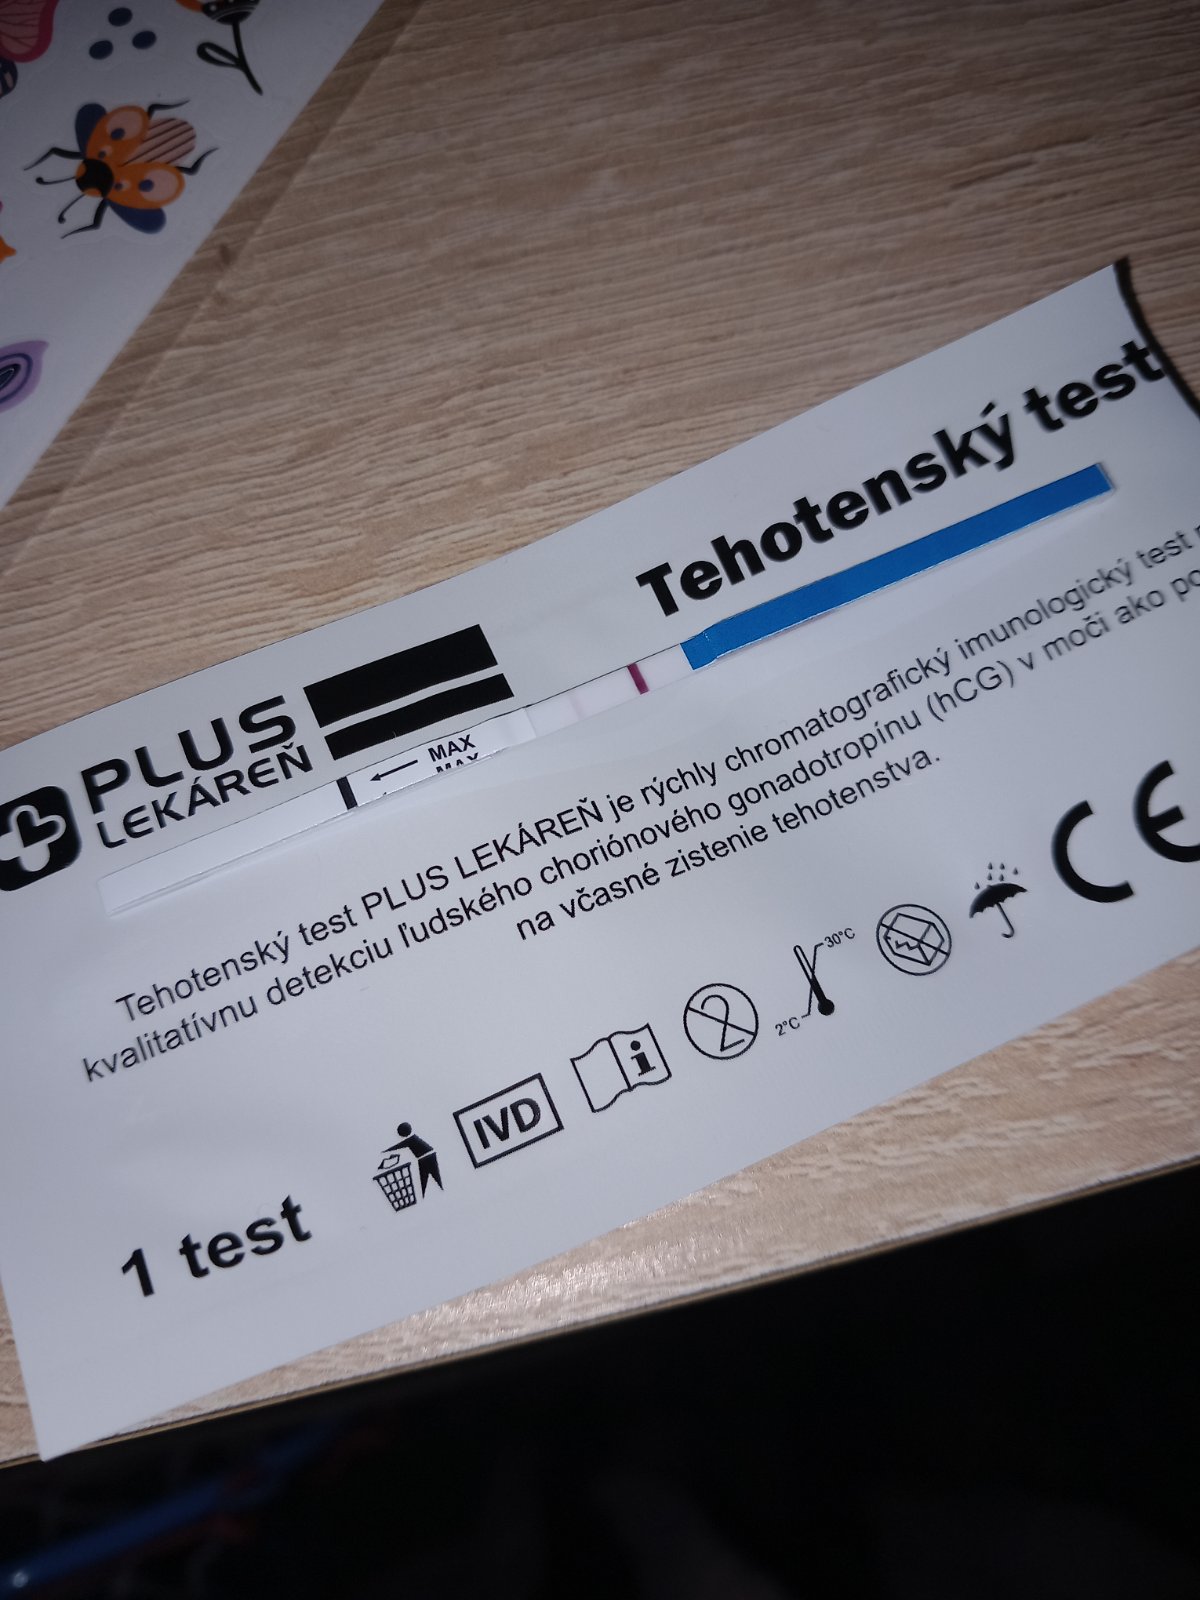 Tehotenský test
PLUS
LEKÁREŇ
MAX
MAX
Tehotenský test PLUS LEKÁREŇ je rýchly chromatografický imunologický test
kvalitatívnu detekciu ľudského choriónového gonadotropínu (hCG) v moči ako
na včasné zistenie tehotenstva.
1 test
IVD
i
2
2°C
30°C
CE